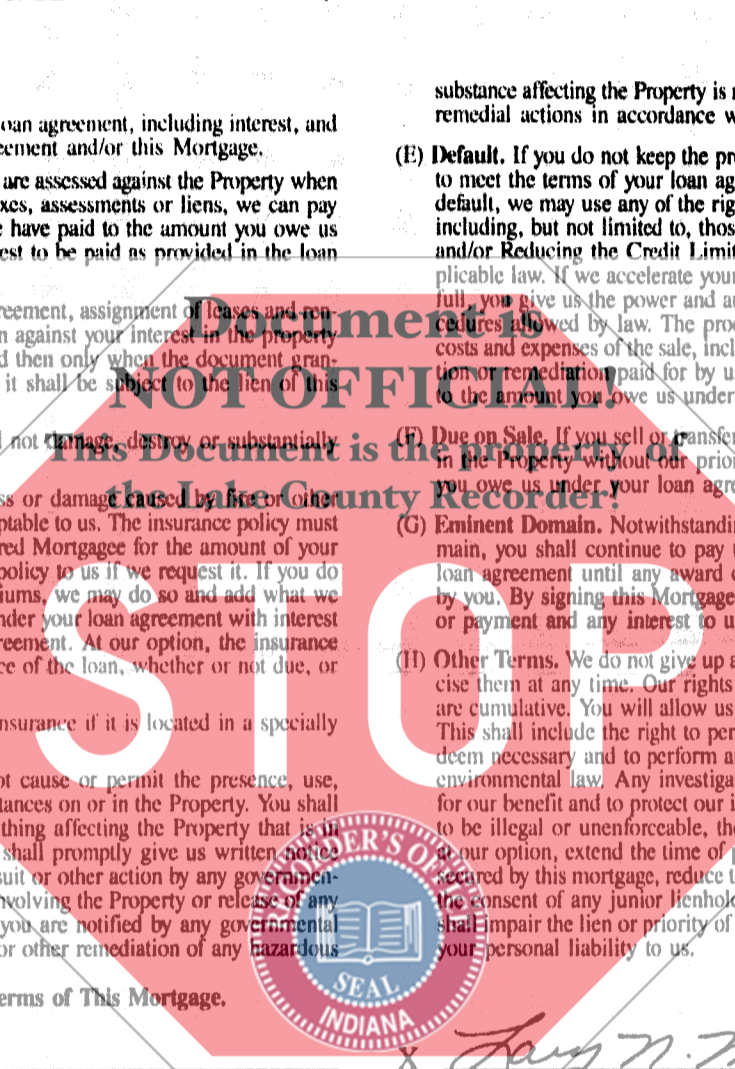 oan agreement, including interest, and
eement and/or this Mortgage.
are assessed against the Property when
xes, assessments or liens, we can pay
e have paid to the amount you owe us
est to be paid as provided in the loan
reement, assignment of leases and ren-
n against your interest in the property
d then only when the document gran-
it shall be subject to the lien of this
l not damage, destroy or substantially
ss or damage caused by fire or other
ptable to us. The insurance policy must
red Mortgagee for the amount of your
policy to us if we request it. If you do
iums, we may do so and add what we
nder your loan agreement with interest
reement. At our option, the insurance
ce of the loan, whether or not due, or
nsurance if it is located in a specially
ot cause or permit the presence, use,
tances on or in the Property. You shall
thing affecting the Property that is in
shall promptly give us written notice
suit or other action by any governmen-
nvolving the Property or release of any
you are notified by any governmental
or other remediation of any hazardous
erms of This Mortgage.
substance affecting the Property is
remedial actions in accordance w
(E) Default. If you do not keep the pr
to meet the terms of your loan ag
default, we may use any of the rig
including, but not limited to, thos
and/or Reducing the Credit Limit
plicable law. If we accelerate your
full, you give us the power and au
cedures allowed by law. The proc
costs and expenses of the sale, incl
tion or remediation paid for by u
to the amount you owe us under
(F) Due on Sale. If you sell or transfer
in the Property without our prior
you owe us under your loan agre
(G) Eminent Domain. Notwithstandin
main, you shall continue to pay
loan agreement until any award
by you. By signing this Mortgage
or payment and any interest to u
(H) Other Terms. We do not give up a
cise them at any time. Our rights
are cumulative. You will allow us
This shall include the right to per
deem necessary and to perform a
environmental law. Any investiga
for our benefit and to protect our i
to be illegal or unenforceable, the
at our option, extend the time of
secured by this mortgage, reduce t
the consent of any junior lienhol
shall impair the lien or priority of
your personal liability to us.
Document is
NOT OFFICIAL!
This Document is the property of
the Lake County Recorder!
STOP
RECORDER'S OFFICE
SEAL
INDIANA
X